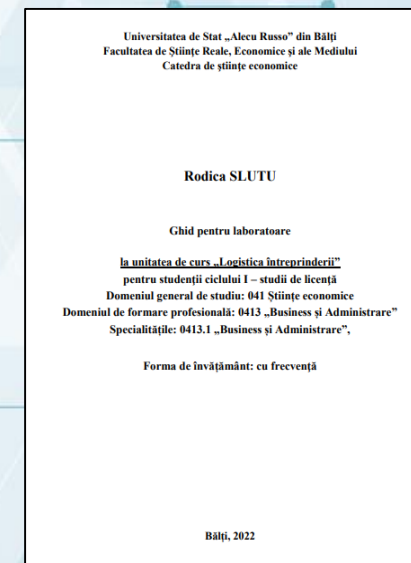 Universitatea de Stat „Alecu Russo” din Bălți
Facultatea de Științe Reale, Economice și ale Mediului
Catedra de științe economice
Rodica SLUTU
Ghid pentru laboratoare
la unitatea de curs „Logistica întreprinderii”
pentru studenții ciclului I – studii de licență
Domeniul general de studiu: 041 Științe economice
Domeniul de formare profesională: 0413 „Business și Administrare”
Specialitățile: 0413.1 „Business și Administrare”,
Forma de învățământ: cu frecvență
Bălți, 2022